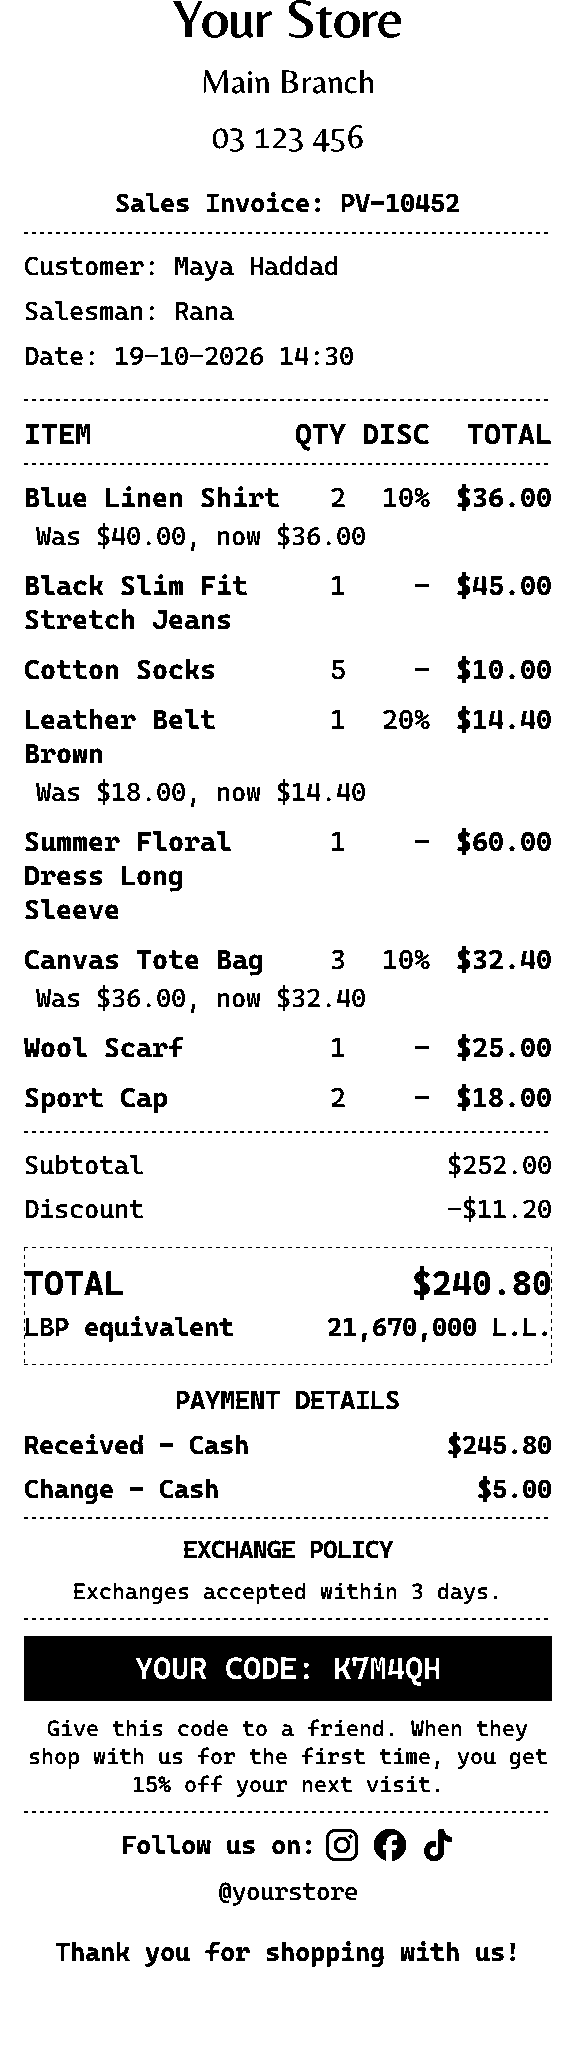 Your Store
Main Branch
03 123 456
Sales Invoice: PV-10452
Customer: Maya Haddad
Salesman: Rana
Date: 19-10-2026 14:30
ITEM QTY DISC TOTAL
Blue Linen Shirt 2 10% $36.00
Was $40.00, now $36.00
Black Slim Fit 1 - $45.00
Stretch Jeans
Cotton Socks 5 - $10.00
Leather Belt 1 20% $14.40
Brown
Was $18.00, now $14.40
Summer Floral 1 - $60.00
Dress Long
Sleeve
Canvas Tote Bag 3 10% $32.40
Was $36.00, now $32.40
Wool Scarf 1 - $25.00
Sport Cap 2 - $18.00
Subtotal $252.00
Discount -$11.20
TOTAL $240.80
LBP equivalent 21,670,000 L.L.
PAYMENT DETAILS
Received - Cash $245.80
Change - Cash $5.00
EXCHANGE POLICY
Exchanges accepted within 3 days.
YOUR CODE: K7M4QH
Give this code to a friend. When they
shop with us for the first time, you get
15% off your next visit.
Follow us on:
@yourstore
Thank you for shopping with us!